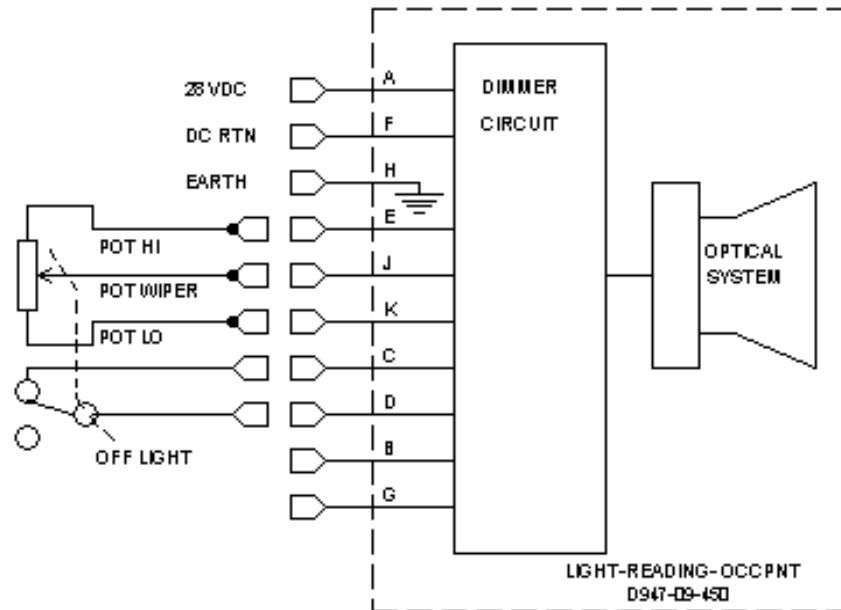 28 VDC
A
DIMMER
CIRCUIT
DC RTN
F
EARTH
H
POT HI
E
OPTICAL
SYSTEM
POT WIPER
J
POT LO
K
C
D
OFF LIGHT
B
G
LIGHT-READING-OCCPNT
D947-09-450